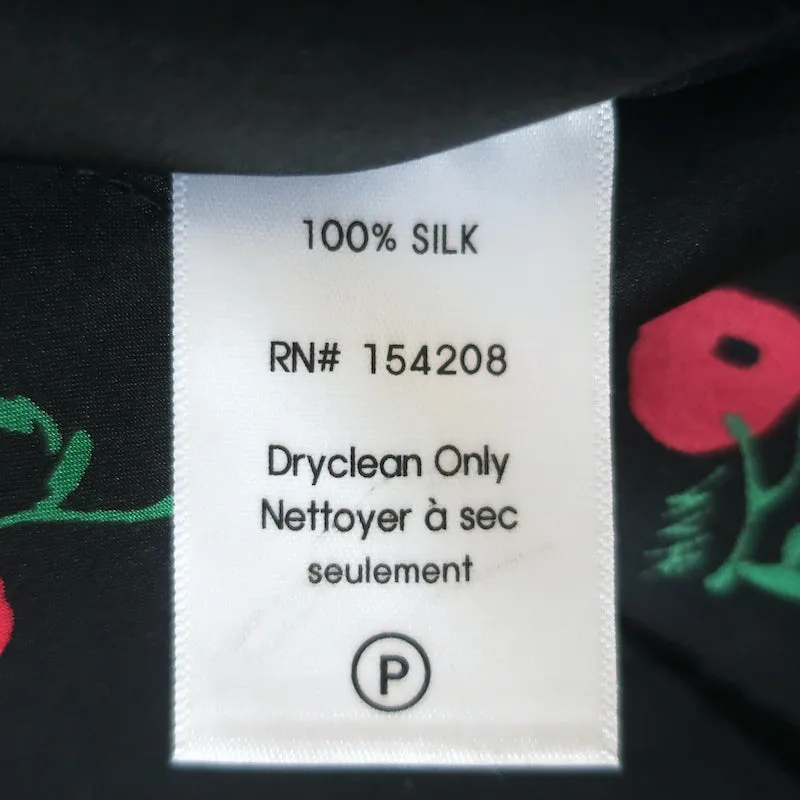 100% SILK
RN# 154208
Dryclean Only
Nettoyer à sec
seulement
P